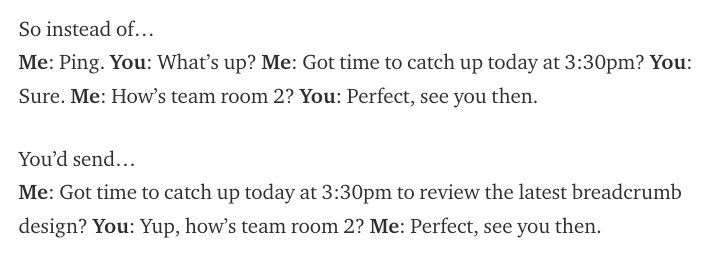 So instead of…
Me: Ping. You: What’s up? Me: Got time to catch up today at 3:30pm? You:
Sure. Me: How’s team room 2? You: Perfect, see you then.
You’d send…
Me: Got time to catch up today at 3:30pm to review the latest breadcrumb
design? You: Yup, how’s team room 2? Me: Perfect, see you then.